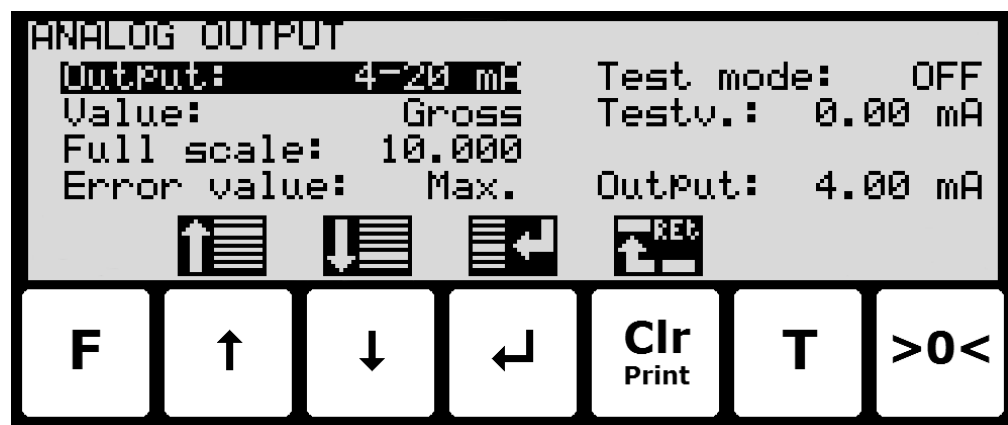 ANALOG OUTPUT
Output: 4-20 mA Test mode: OFF
Value: Gross Testv.: 0.00 mA
Full scale: 10.000
Error value: Max. Output: 4.00 mA
REt
F ↑ ↓ ↵ Clr T >0<
Print